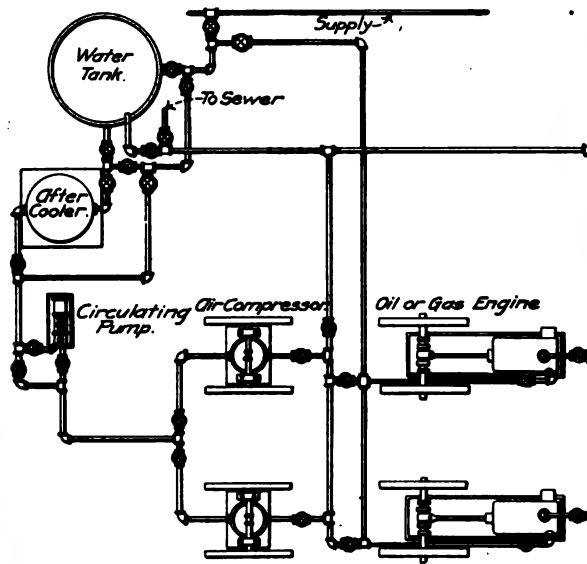 Supply
Water
Tank.
To Sewer
After
Cooler.
Circulating
Pump.
Air Compressor.
Oil or Gas Engine